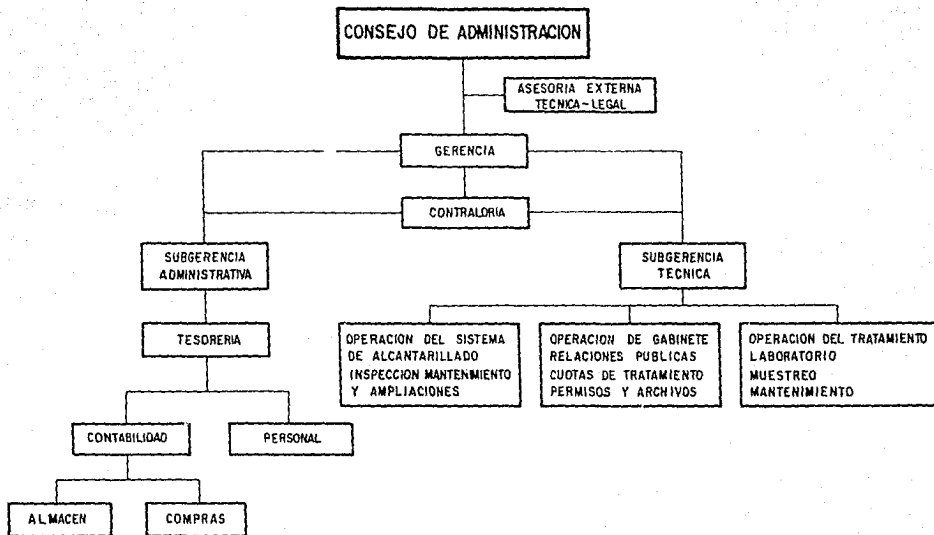 CONSEJO DE ADMINISTRACION
ASESORIA EXTERNA
TECNICA-LEGAL
GERENCIA
CONTRALORIA
SUBGERENCIA
ADMINISTRATIVA
SUBGERENCIA
TECNICA
TESORERIA
OPERACION DEL SISTEMA
DE ALCANTARILLADO
INSPECCION MANTENIMIENTO
Y AMPLIACIONES
OPERACION DE GABINETE
RELACIONES PUBLICAS
CUOTAS DE TRATAMIENTO
PERMISOS Y ARCHIVOS
OPERACION DEL TRATAMIENTO
LABORATORIO
MUESTREO
MANTENIMIENTO
CONTABILIDAD
PERSONAL
ALMACEN
COMPRAS